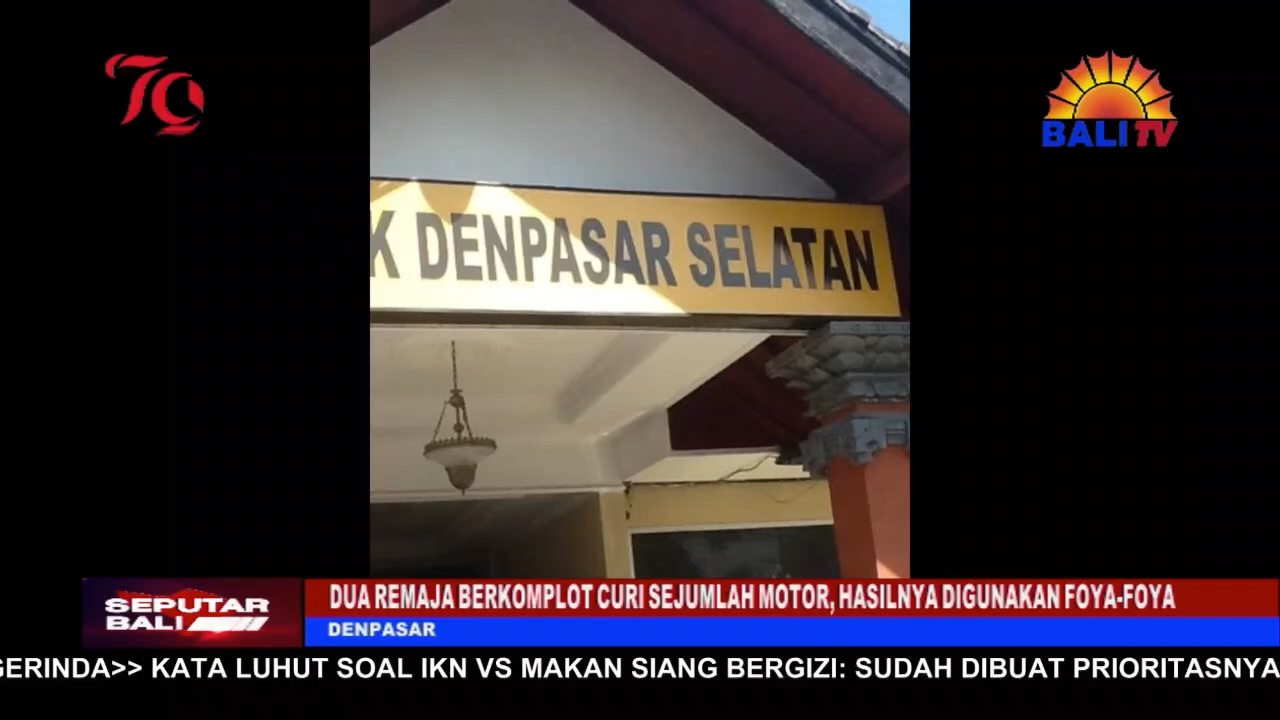 79
BALI TV
K DENPASAR SELATAN
SEPUTAR
BALI
DUA REMAJA BERKOMPLOT CURI SEJUMLAH MOTOR, HASILNYA DIGUNAKAN FOYA-FOYA
DENPASAR
GERINDA>> KATA LUHUT SOAL IKN VS MAKAN SIANG BERGIZI: SUDAH DIBUAT PRIORITASNYA